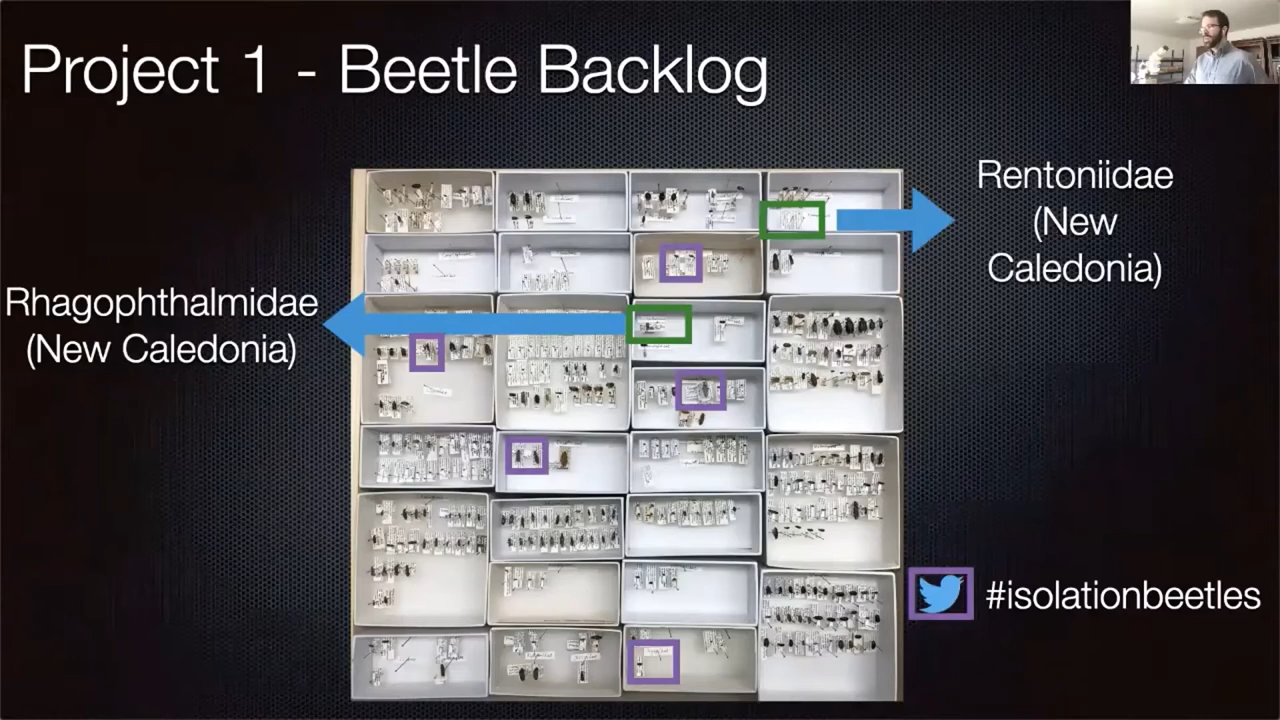 Project 1 - Beetle Backlog
Rentoniidae
(New
Caledonia)
Rhagophthalmidae
(New Caledonia)
#isolationbeetles